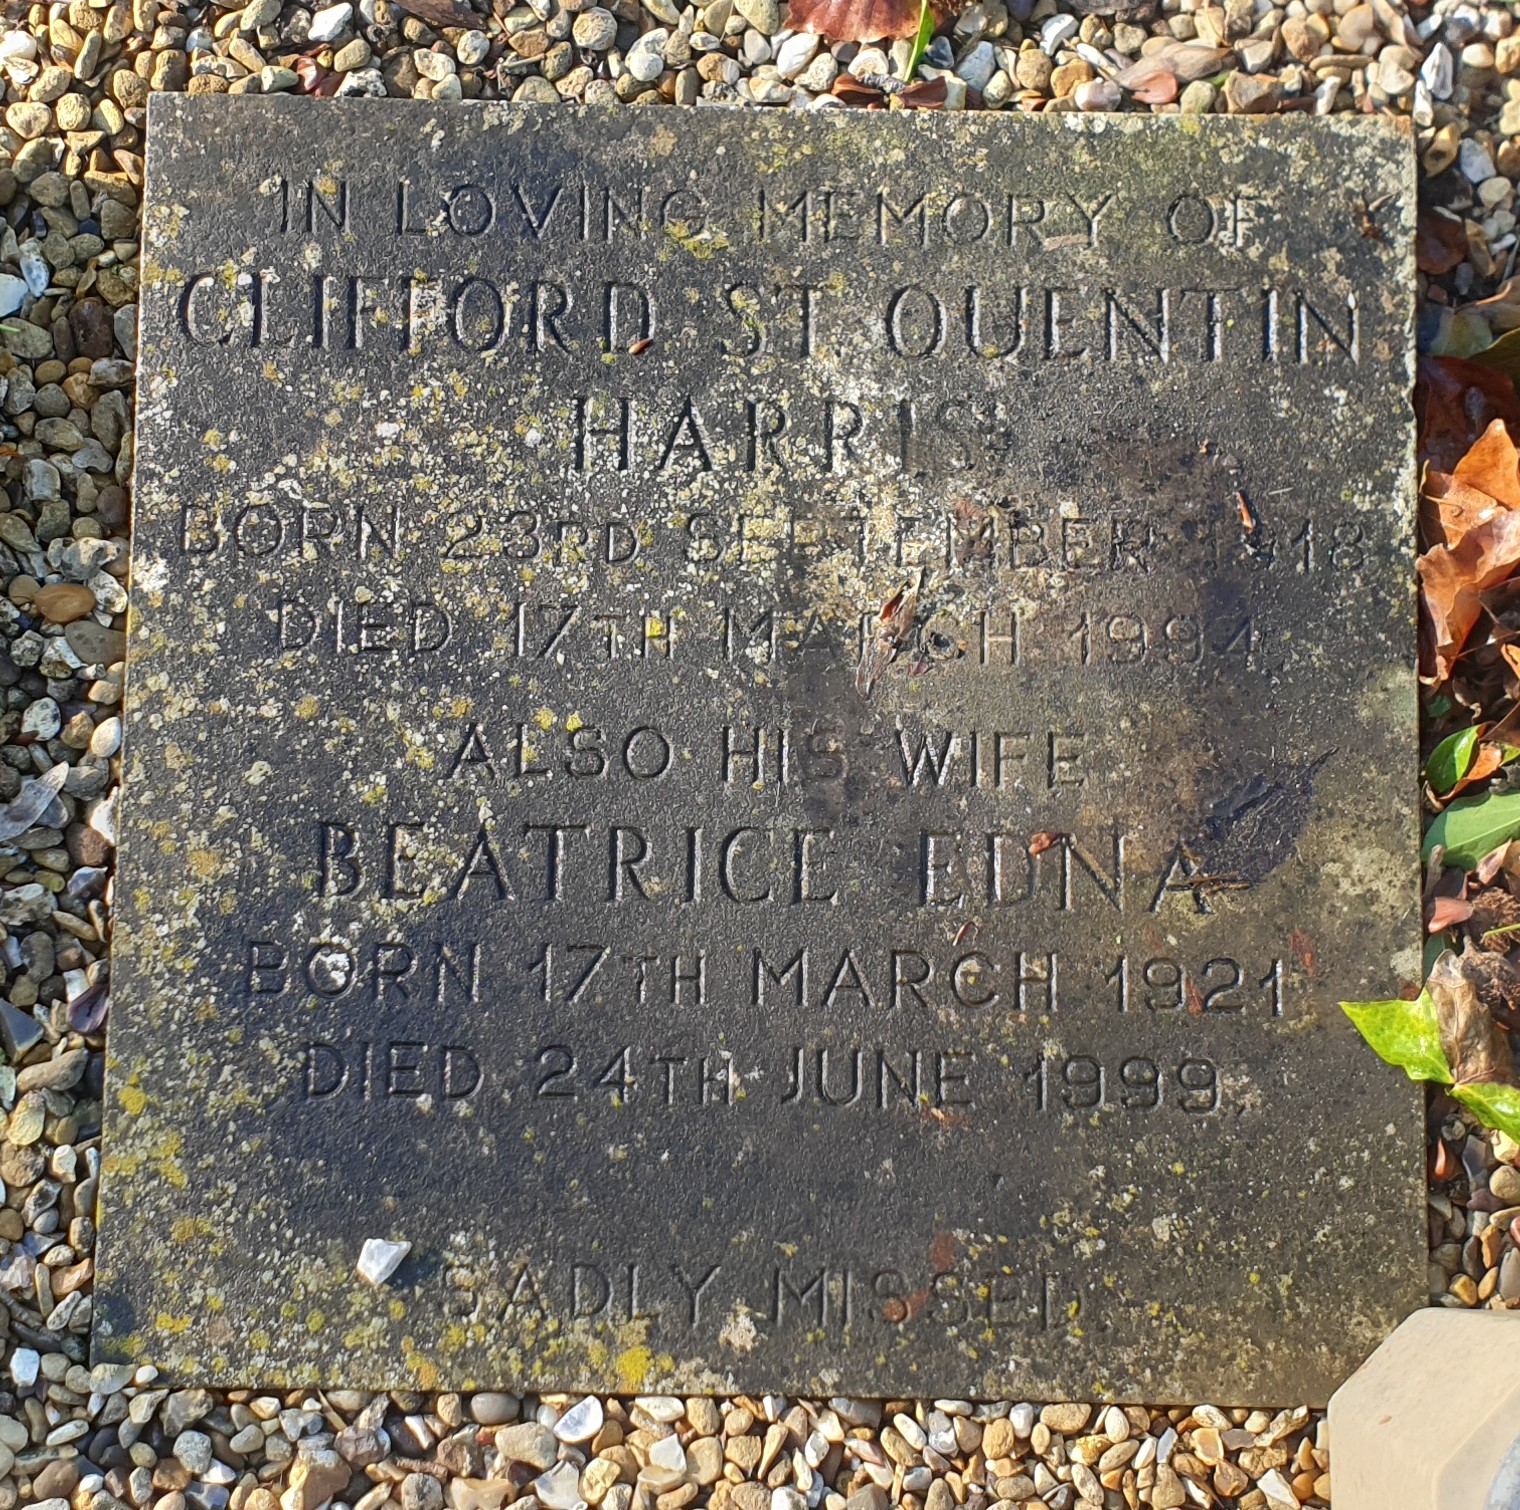 IN LOVING MEMORY OF
CLIFFORD ST. QUENTIN
HARRIS
BORN 23RD SEPTEMBER 1918
DIED 17TH MARCH 1994.
ALSO HIS WIFE
BEATRICE EDNA
BORN 17TH MARCH 1921
DIED 24TH JUNE 1999.
SADLY MISSED.